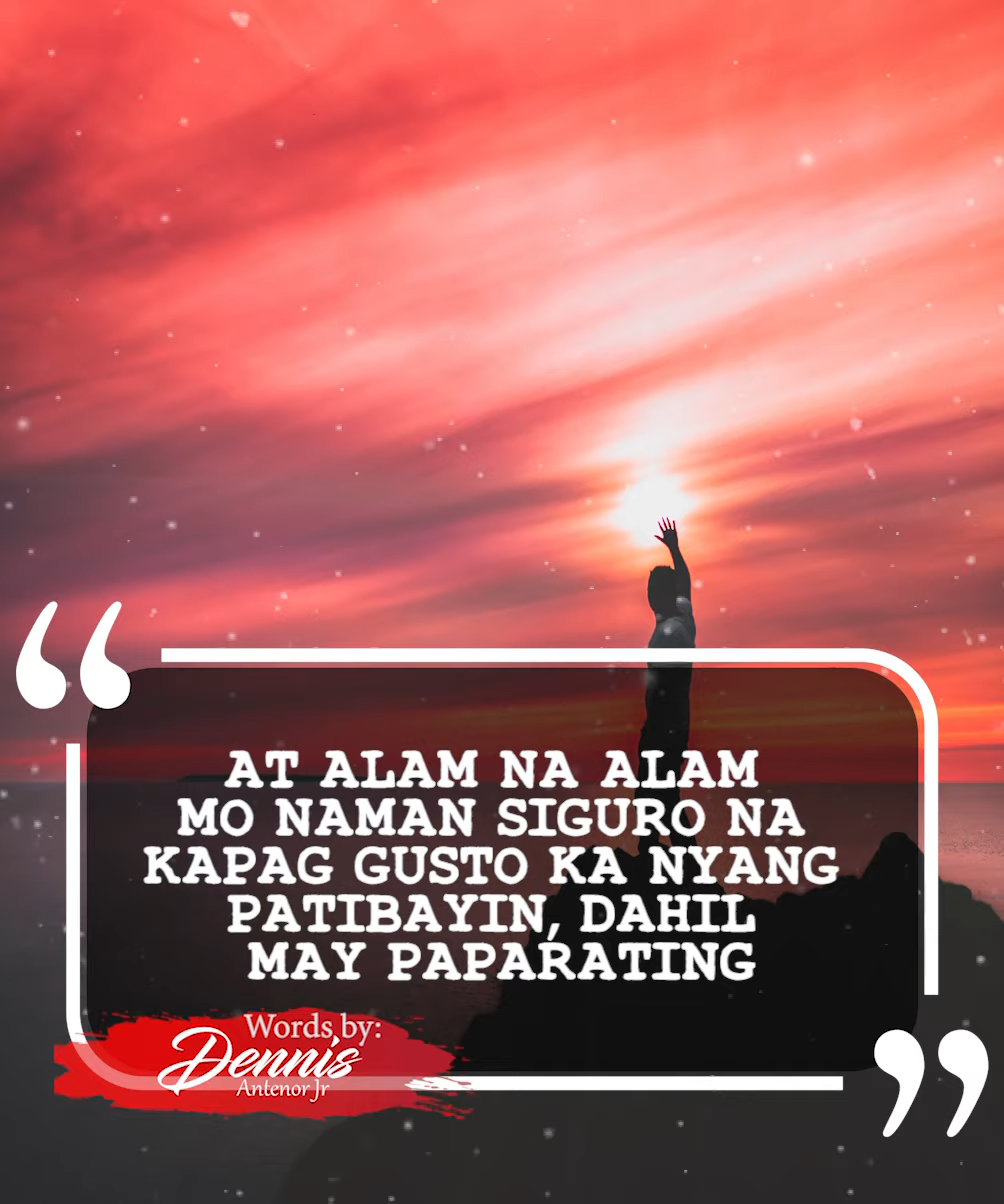 AT ALAM NA ALAM
MO NAMAN SIGURO NA
KAPAG GUSTO KA NYANG
PATIBAYIN, DAHIL
MAY PAPARATING
Words by:
Dennis
Antenor Jr